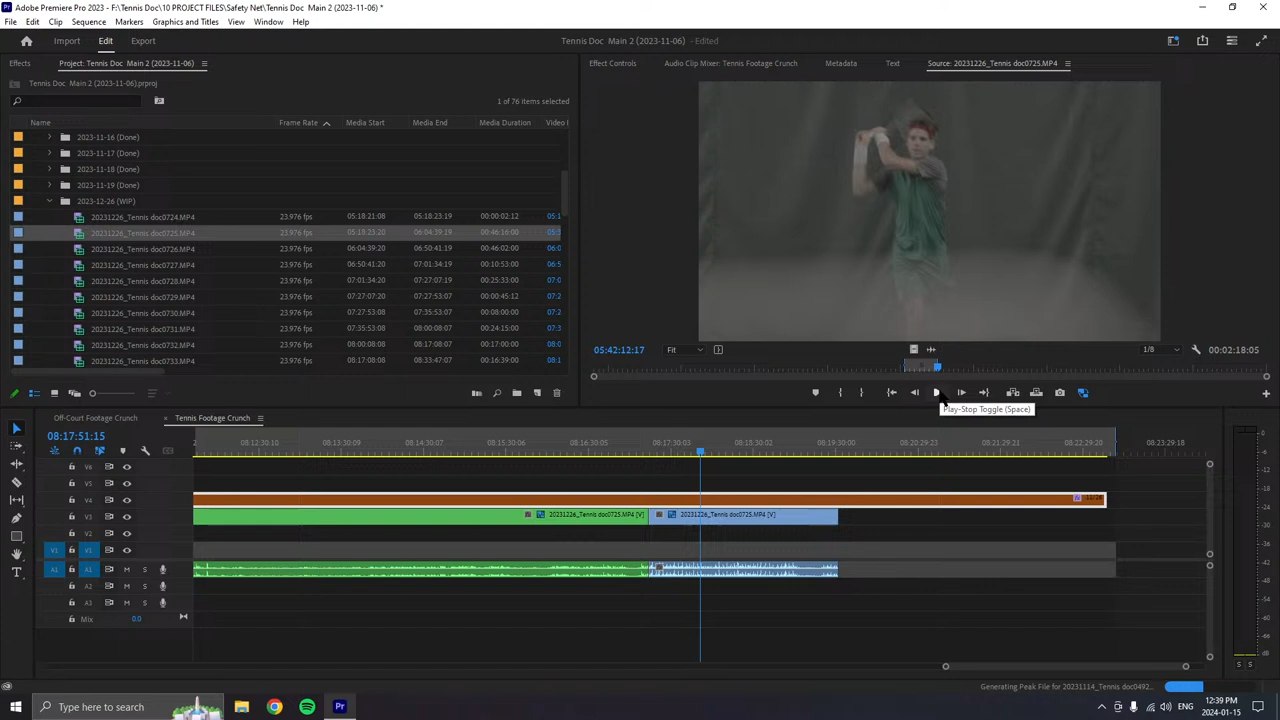 Adobe Premiere Pro 2023 - F:\Tennis Doc\10 PROJECT FILES\Safety Net\Tennis Doc  Main 2 (2023-11-06) *
File Edit Clip Sequence Markers Graphics and Titles View Window Help
Import Edit Export Tennis Doc  Main 2 (2023-11-06) - Edited
Effects Project: Tennis Doc  Main 2 (2023-11-06) Effect Controls Audio Clip Mixer: Tennis Footage Crunch Metadata Text Source: 20231226_Tennis doc0725.MP4
Tennis Doc  Main 2 (2023-11-06).prproj
1 of 76 items selected
Name Frame Rate Media Start Media End Media Duration Video I
2023-11-16 (Done)
2023-11-17 (Done)
2023-11-18 (Done)
2023-11-19 (Done)
2023-12-26 (WIP)
20231226_Tennis doc0724.MP4 23.976 fps 05:18:21:08 05:18:23:19 00:00:02:12 05:1
20231226_Tennis doc0725.MP4 23.976 fps 05:18:23:20 06:04:39:19 00:46:16:00 05:3
20231226_Tennis doc0726.MP4 23.976 fps 06:04:39:20 06:50:41:19 00:46:02:00 06:0
20231226_Tennis doc0727.MP4 23.976 fps 06:50:41:20 07:01:34:19 00:10:53:00 06:5
20231226_Tennis doc0728.MP4 23.976 fps 07:01:34:20 07:27:07:19 00:25:33:00 07:0
20231226_Tennis doc0729.MP4 23.976 fps 07:27:07:20 07:27:53:07 00:00:45:12 07:2
20231226_Tennis doc0730.MP4 23.976 fps 07:27:53:08 07:35:53:07 00:08:00:00 07:2
20231226_Tennis doc0731.MP4 23.976 fps 07:35:53:08 08:00:08:07 00:24:15:00 07:3
20231226_Tennis doc0732.MP4 23.976 fps 08:00:08:08 08:17:08:07 00:17:00:00 08:0
20231226_Tennis doc0733.MP4 23.976 fps 08:17:08:08 08:33:47:07 00:16:39:00 08:1
05:42:12:17 Fit 1/8 00:02:18:05
Play-Stop Toggle (Space)
Off-Court Footage Crunch × Tennis Footage Crunch
08:17:51:15
2 08:12:30:10 08:13:30:09 08:14:30:07 08:15:30:06 08:16:30:05 08:17:30:03 08:18:30:02 08:19:30:00 08:20:29:23 08:21:29:21 08:22:29:20 08:23:29:18
V6
V5
V4 fx 12/26
V3 fx 20231226_Tennis doc0725.MP4 [V] fx 20231226_Tennis doc0725.MP4 [V]
V2
V1 V1
A1 A1 M S
A2 M S
A3 M S
Mix 0.0
0
-6
-12
-18
-24
-30
-36
-42
-48
-54
dB
S S
Generating Peak File for 20231114_Tennis doc0492...
Type here to search ENG 12:39 PM
2024-01-15